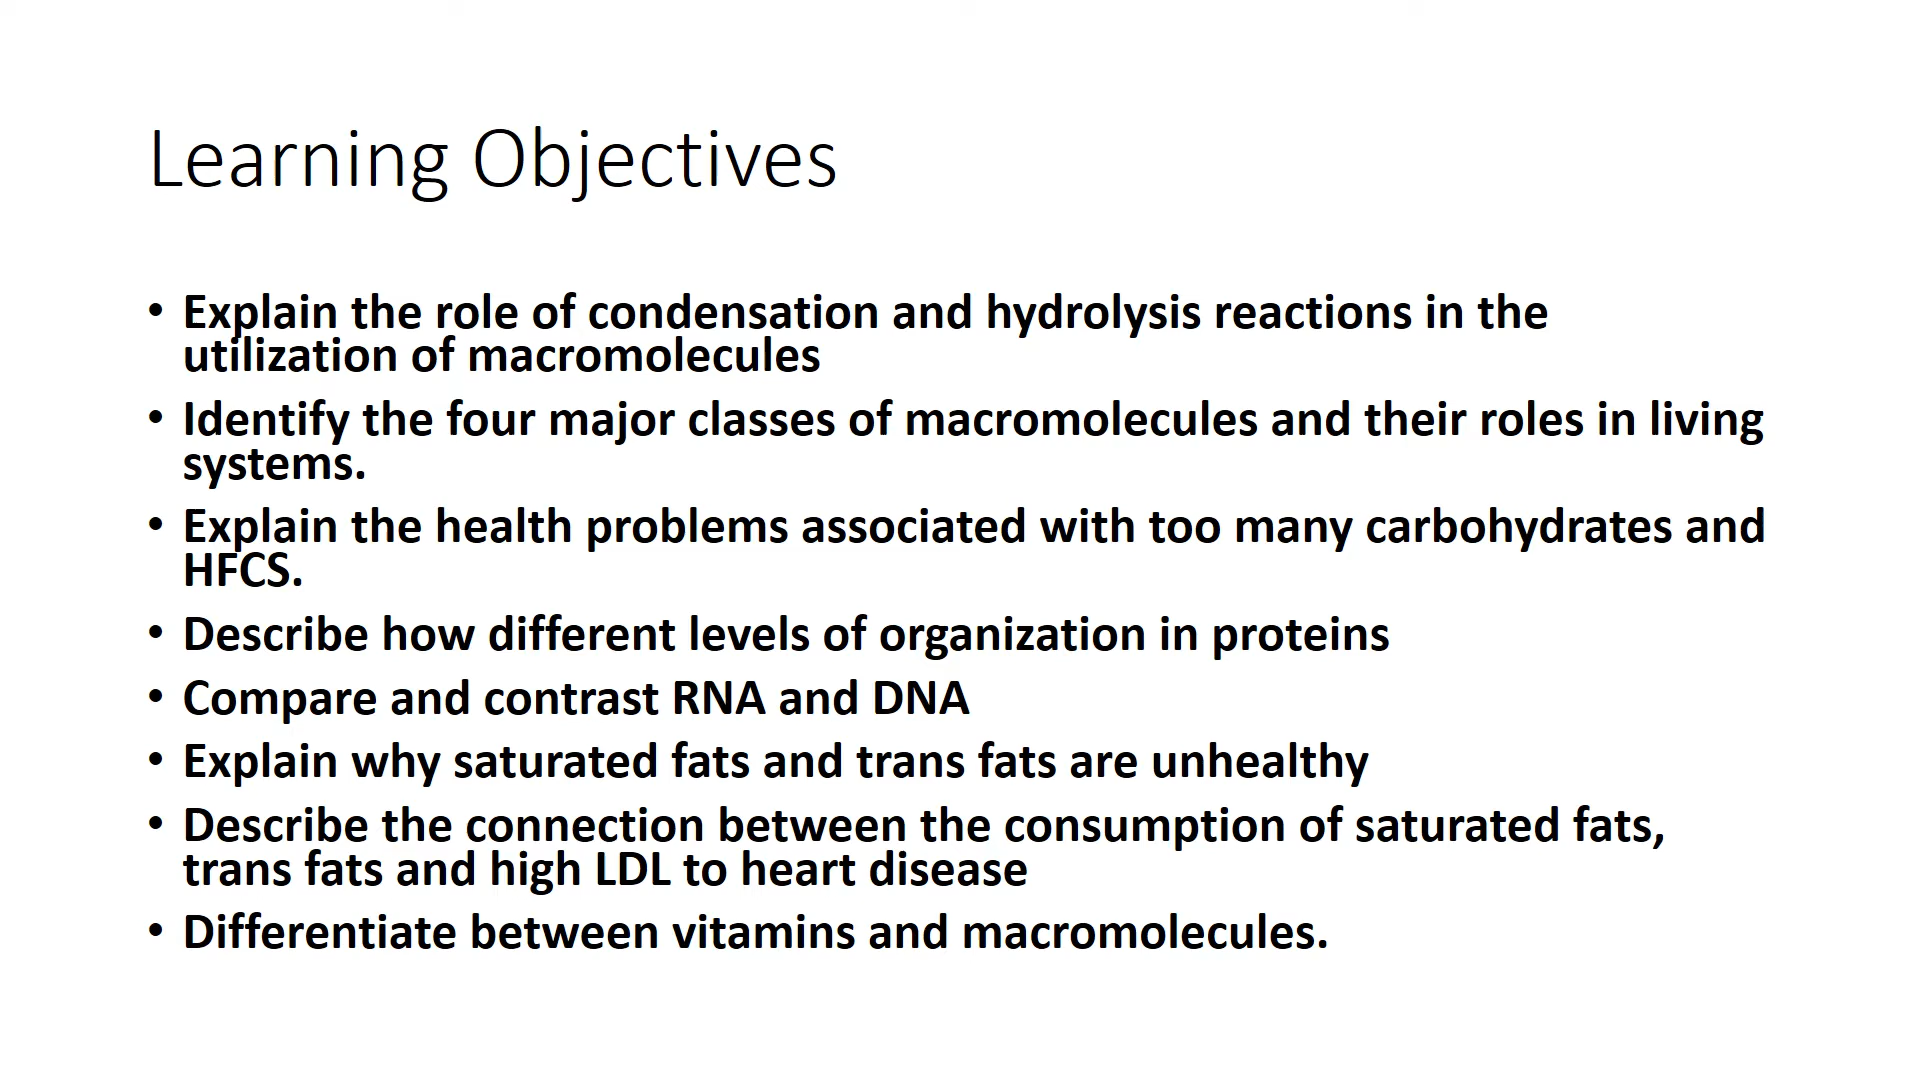 Learning Objectives
• Explain the role of condensation and hydrolysis reactions in the
utilization of macromolecules
• Identify the four major classes of macromolecules and their roles in living
systems.
• Explain the health problems associated with too many carbohydrates and
HFCS.
• Describe how different levels of organization in proteins
• Compare and contrast RNA and DNA
• Explain why saturated fats and trans fats are unhealthy
• Describe the connection between the consumption of saturated fats,
trans fats and high LDL to heart disease
• Differentiate between vitamins and macromolecules.